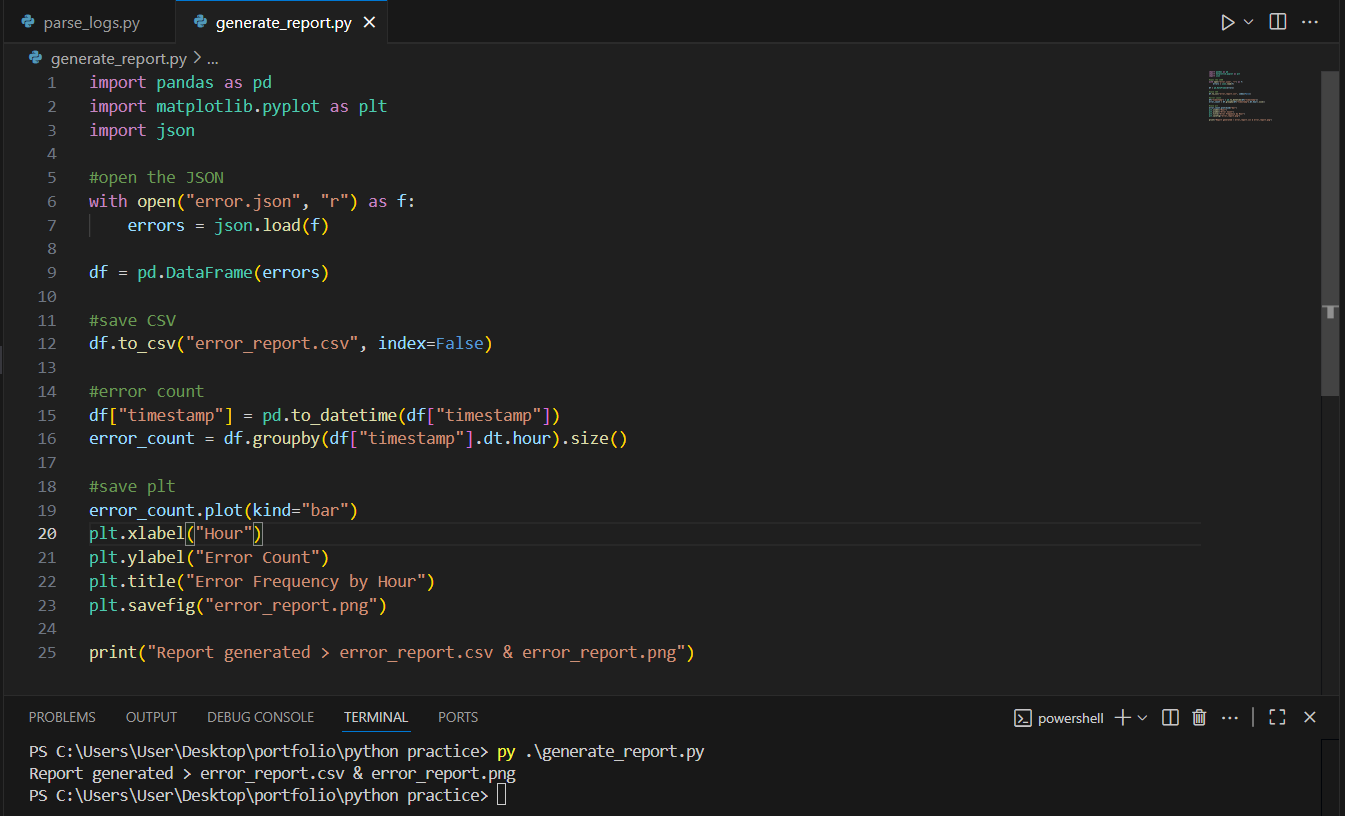 parse_logs.py
generate_report.py
generate_report.py > ...
1 import pandas as pd
2 import matplotlib.pyplot as plt
3 import json
4
5 #open the JSON
6 with open("error.json", "r") as f:
7     errors = json.load(f)
8
9 df = pd.DataFrame(errors)
10
11 #save CSV
12 df.to_csv("error_report.csv", index=False)
13
14 #error count
15 df["timestamp"] = pd.to_datetime(df["timestamp"])
16 error_count = df.groupby(df["timestamp"].dt.hour).size()
17
18 #save plt
19 error_count.plot(kind="bar")
20 plt.xlabel("Hour")
21 plt.ylabel("Error Count")
22 plt.title("Error Frequency by Hour")
23 plt.savefig("error_report.png")
24
25 print("Report generated > error_report.csv & error_report.png")
PROBLEMS OUTPUT DEBUG CONSOLE TERMINAL PORTS
powershell
PS C:\Users\User\Desktop\portfolio\python practice> py .\generate_report.py
Report generated > error_report.csv & error_report.png
PS C:\Users\User\Desktop\portfolio\python practice>